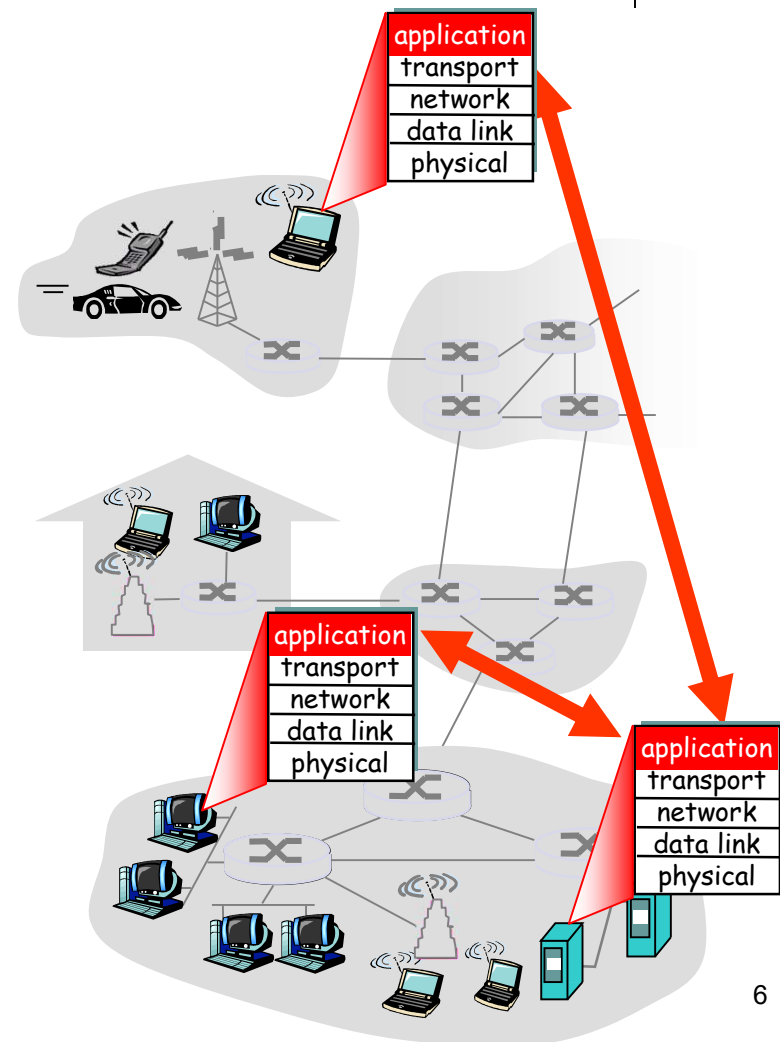 application
transport
network
data link
physical
application
transport
network
data link
physical
application
transport
network
data link
physical
6